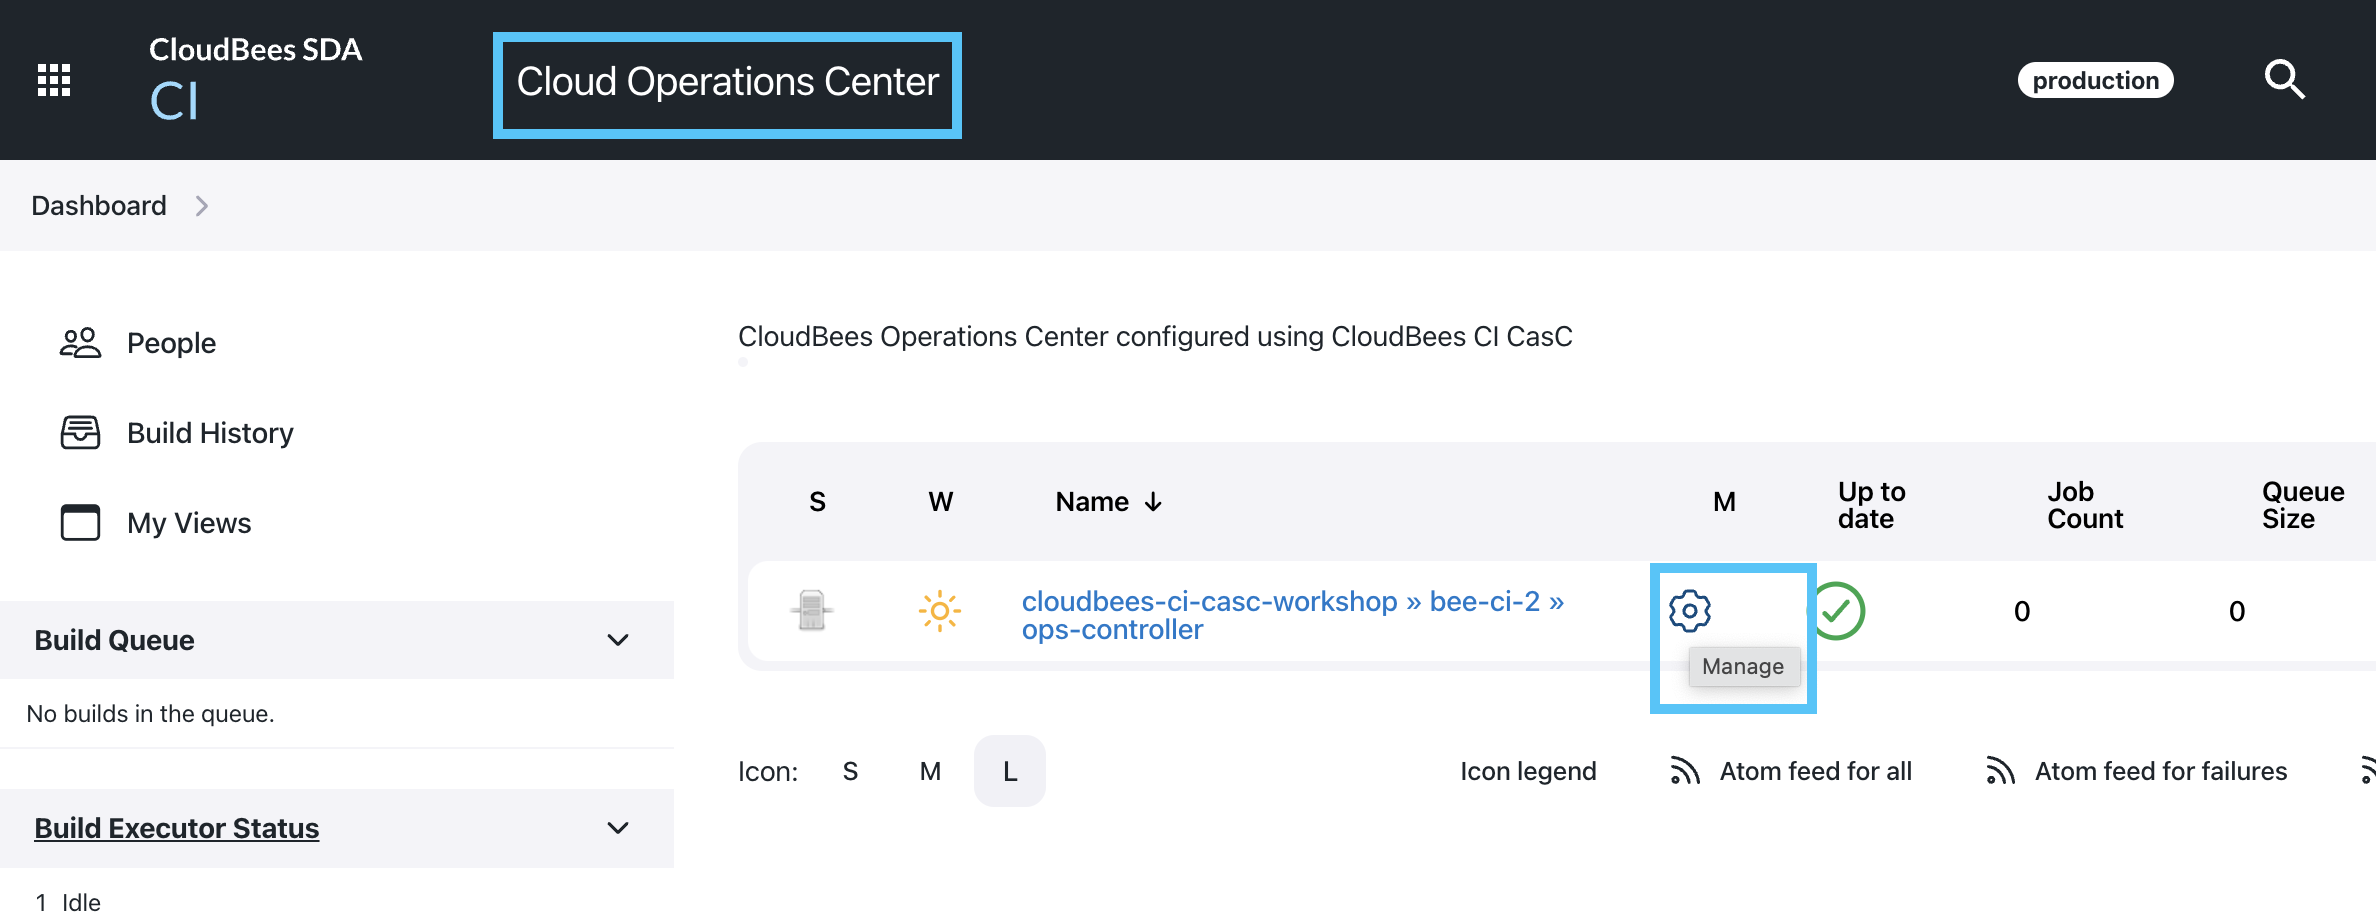 CloudBees SDA
CI
Cloud Operations Center
production
Dashboard
People
Build History
My Views
Build Queue
No builds in the queue.
Build Executor Status
1 Idle
CloudBees Operations Center configured using CloudBees CI CasC
S W Name ↓ M Up to date Job Count Queue Size
cloudbees-ci-casc-workshop » bee-ci-2 »
ops-controller
0 0
Manage
Icon: S M L
Icon legend
Atom feed for all
Atom feed for failures